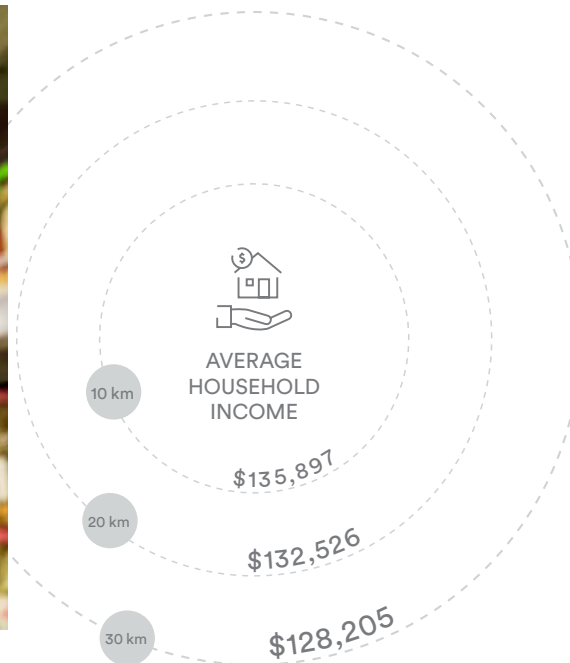 $
AVERAGE
HOUSEHOLD
INCOME
10 km
$135,897
20 km
$132,526
30 km
$128,205